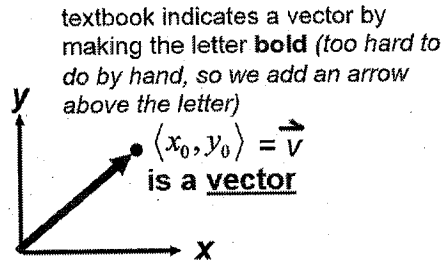 textbook indicates a vector by
making the letter bold (too hard to
do by hand, so we add an arrow
above the letter)
y
⟨x₀, y₀⟩ = v⃗
is a vector
x